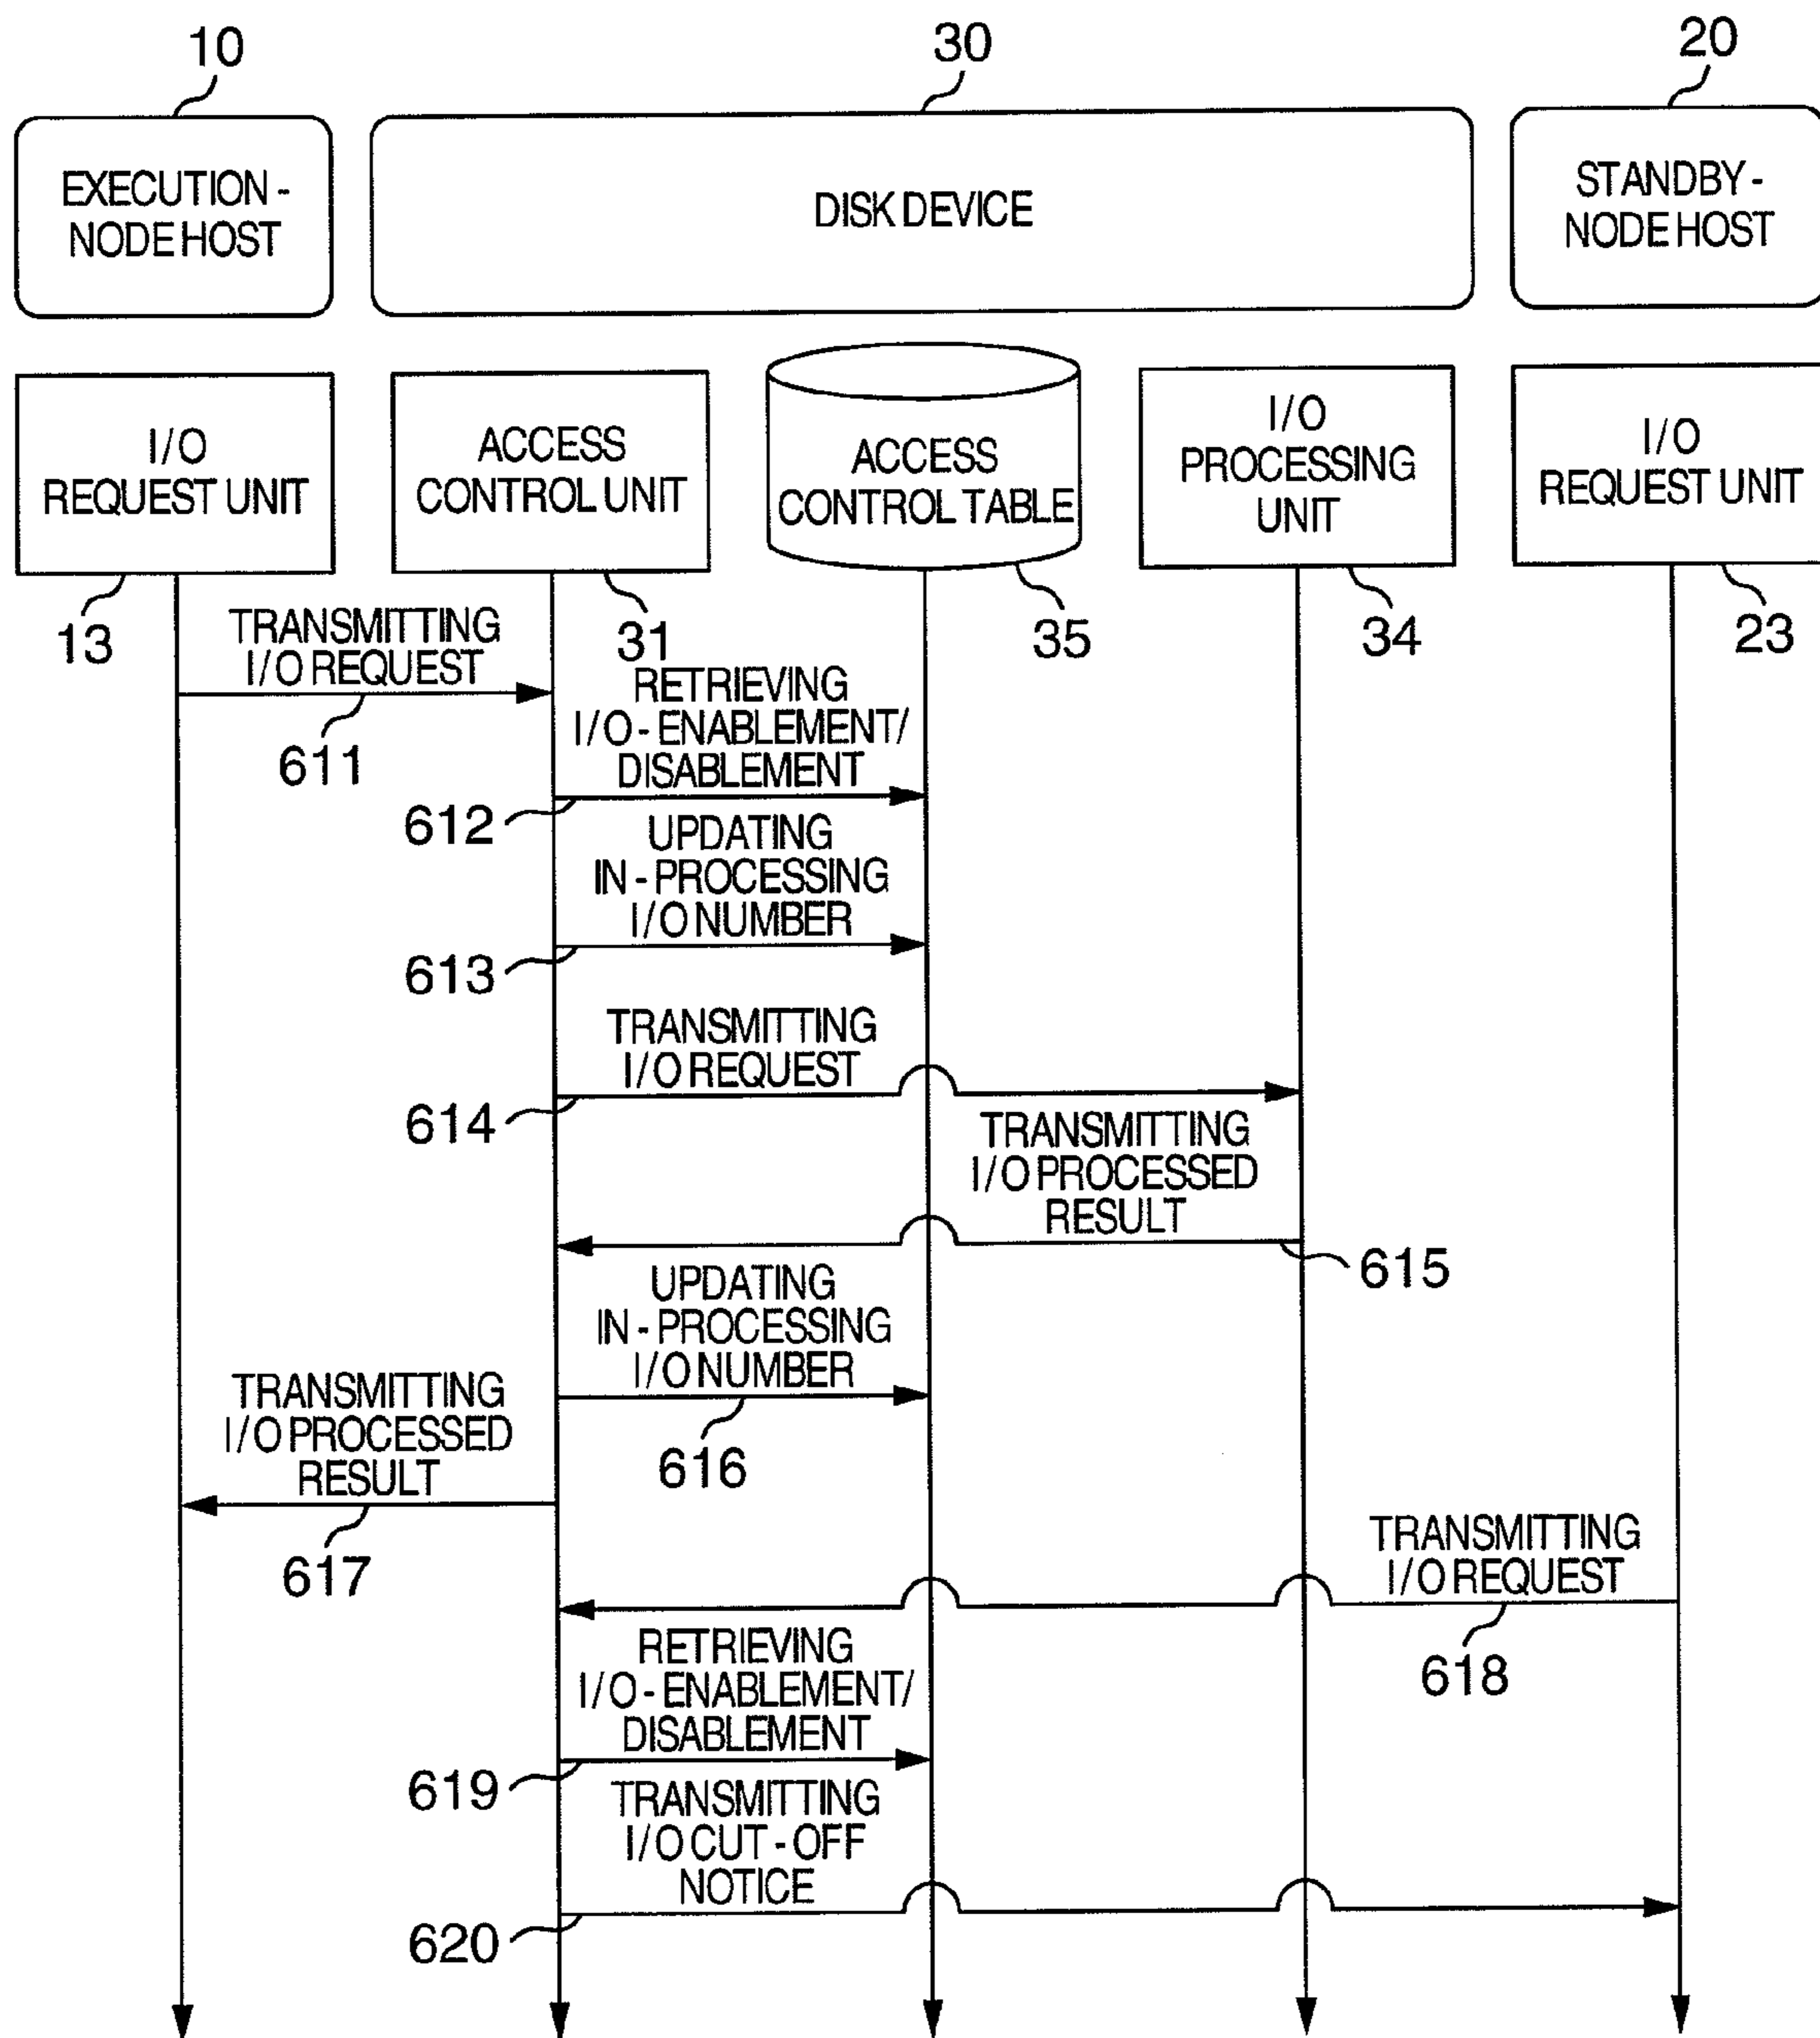 10
30
20
EXECUTION-
NODE HOST
DISK DEVICE
STANDBY-
NODE HOST
I/O
REQUEST UNIT
ACCESS
CONTROL UNIT
ACCESS
CONTROL TABLE
I/O
PROCESSING
UNIT
I/O
REQUEST UNIT
13
31
35
34
23
TRANSMITTING
I/O REQUEST
611
RETRIEVING
I/O-ENABLEMENT/
DISABLEMENT
612
UPDATING
IN-PROCESSING
I/O NUMBER
613
TRANSMITTING
I/O REQUEST
614
TRANSMITTING
I/O PROCESSED
RESULT
615
UPDATING
IN-PROCESSING
I/O NUMBER
616
TRANSMITTING
I/O PROCESSED
RESULT
617
TRANSMITTING
I/O REQUEST
618
RETRIEVING
I/O-ENABLEMENT/
DISABLEMENT
619
TRANSMITTING
I/O CUT-OFF
NOTICE
620